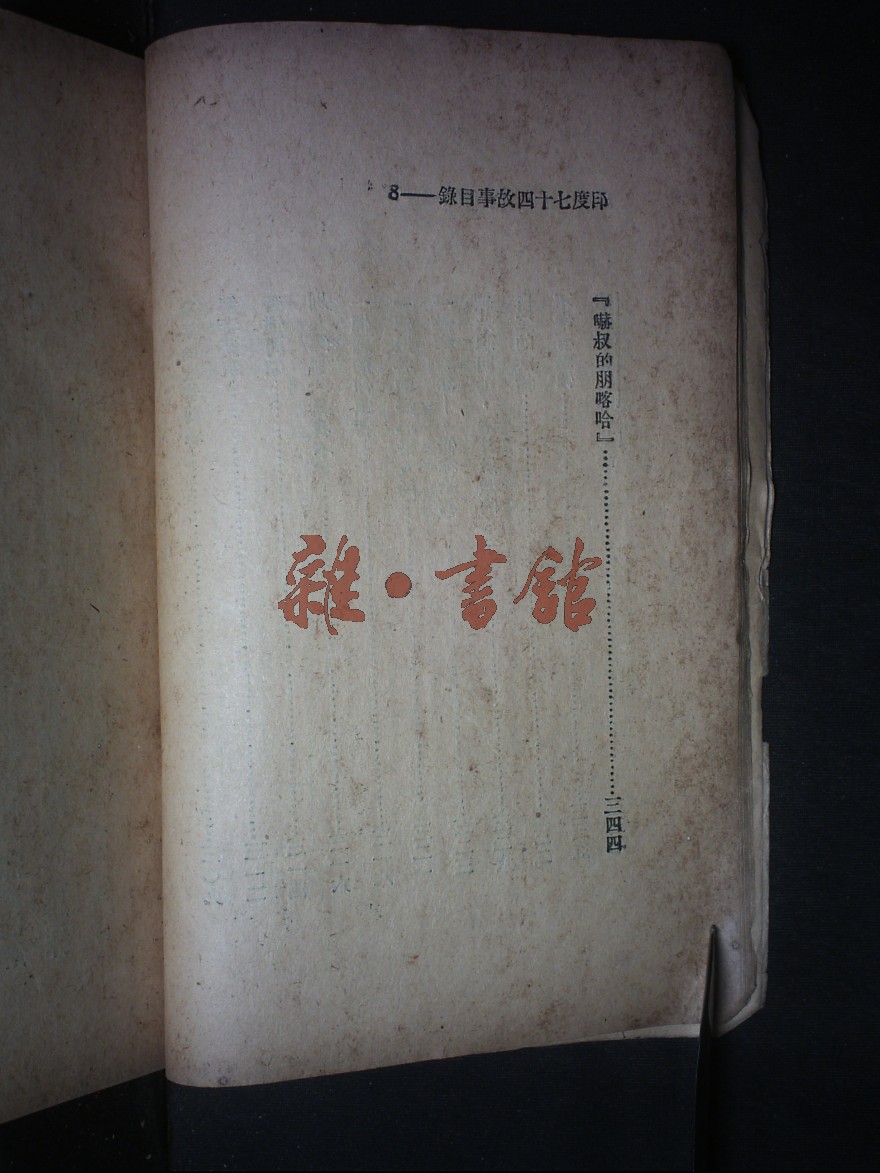 印度七十四故事目錄——8
『嚇叔的朋喀哈』……………………三四四
雜·書館